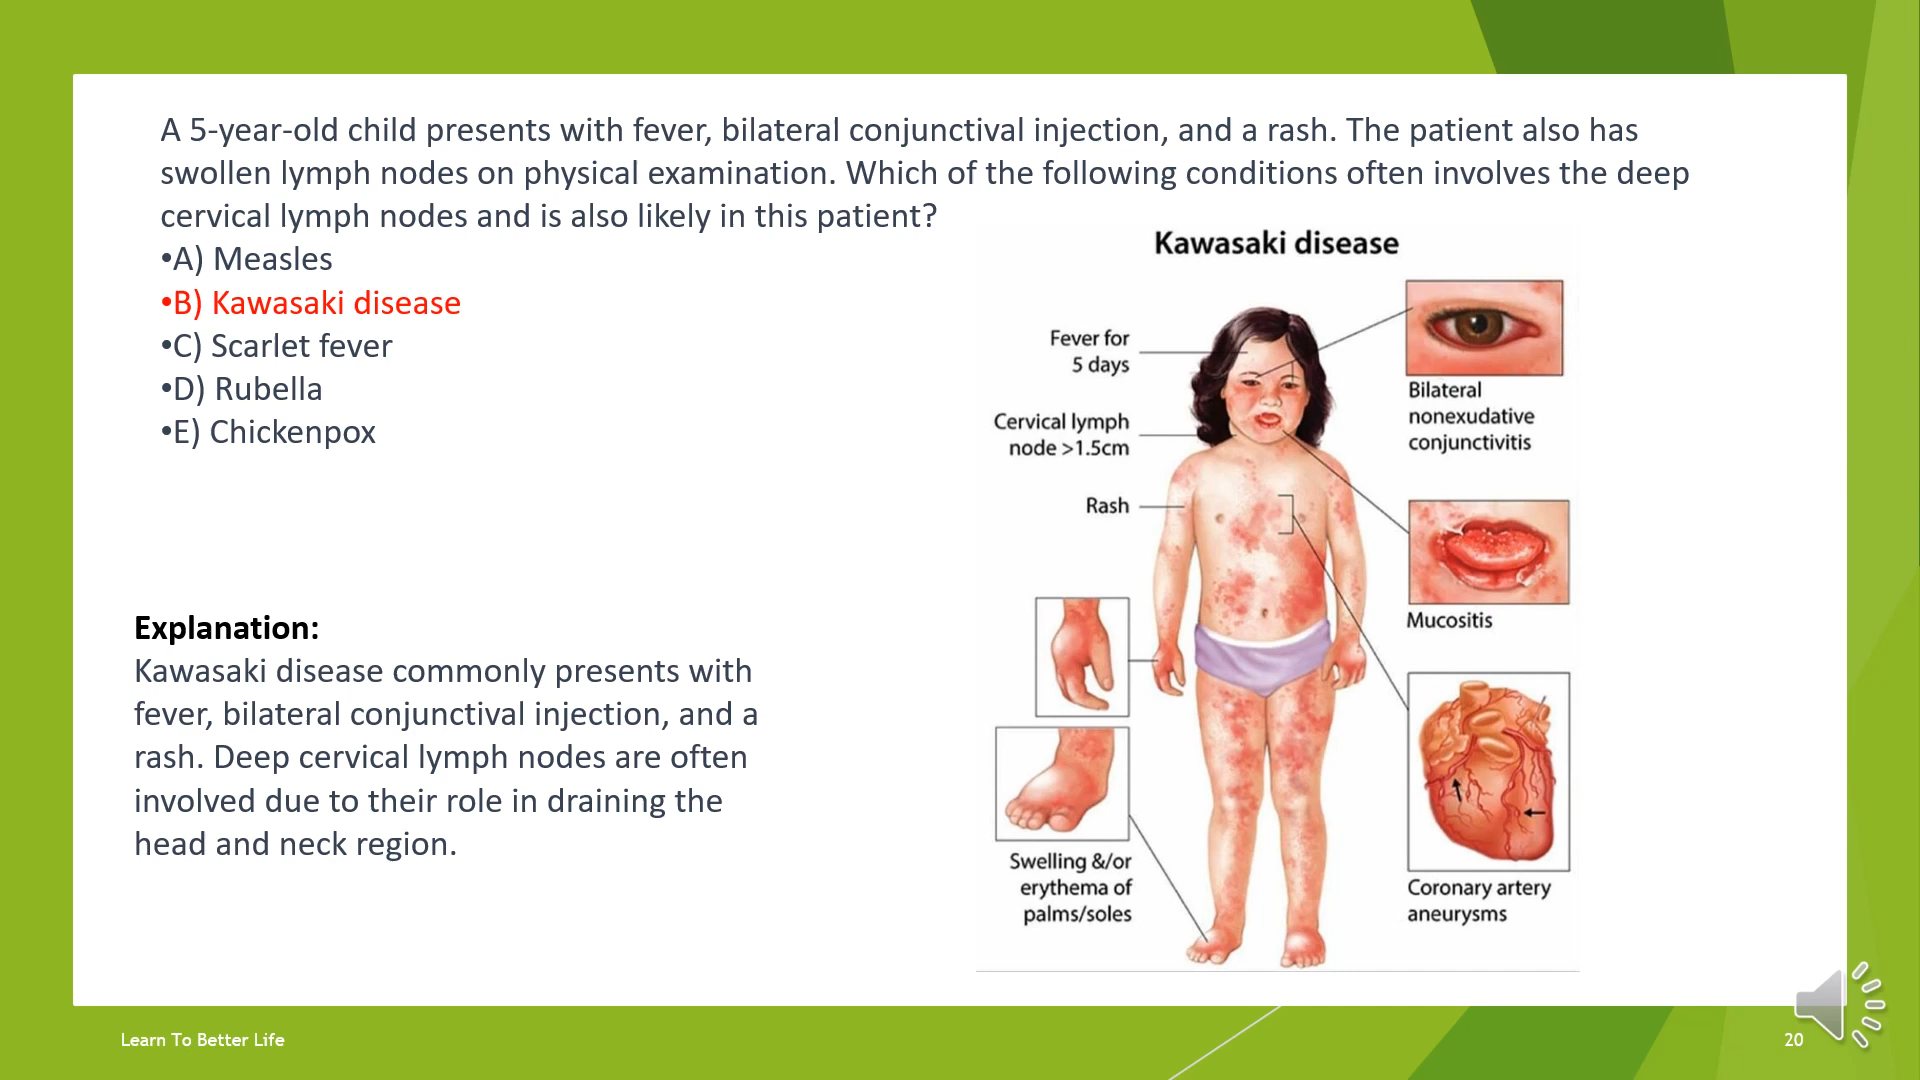 A 5-year-old child presents with fever, bilateral conjunctival injection, and a rash. The patient also has
swollen lymph nodes on physical examination. Which of the following conditions often involves the deep
cervical lymph nodes and is also likely in this patient?
•A) Measles
•B) Kawasaki disease
•C) Scarlet fever
•D) Rubella
•E) Chickenpox
Explanation:
Kawasaki disease commonly presents with
fever, bilateral conjunctival injection, and a
rash. Deep cervical lymph nodes are often
involved due to their role in draining the
head and neck region.
Kawasaki disease
Fever for
5 days
Cervical lymph
node >1.5cm
Rash
Swelling &/or
erythema of
palms/soles
Bilateral
nonexudative
conjunctivitis
Mucositis
Coronary artery
aneurysms
Learn To Better Life
20